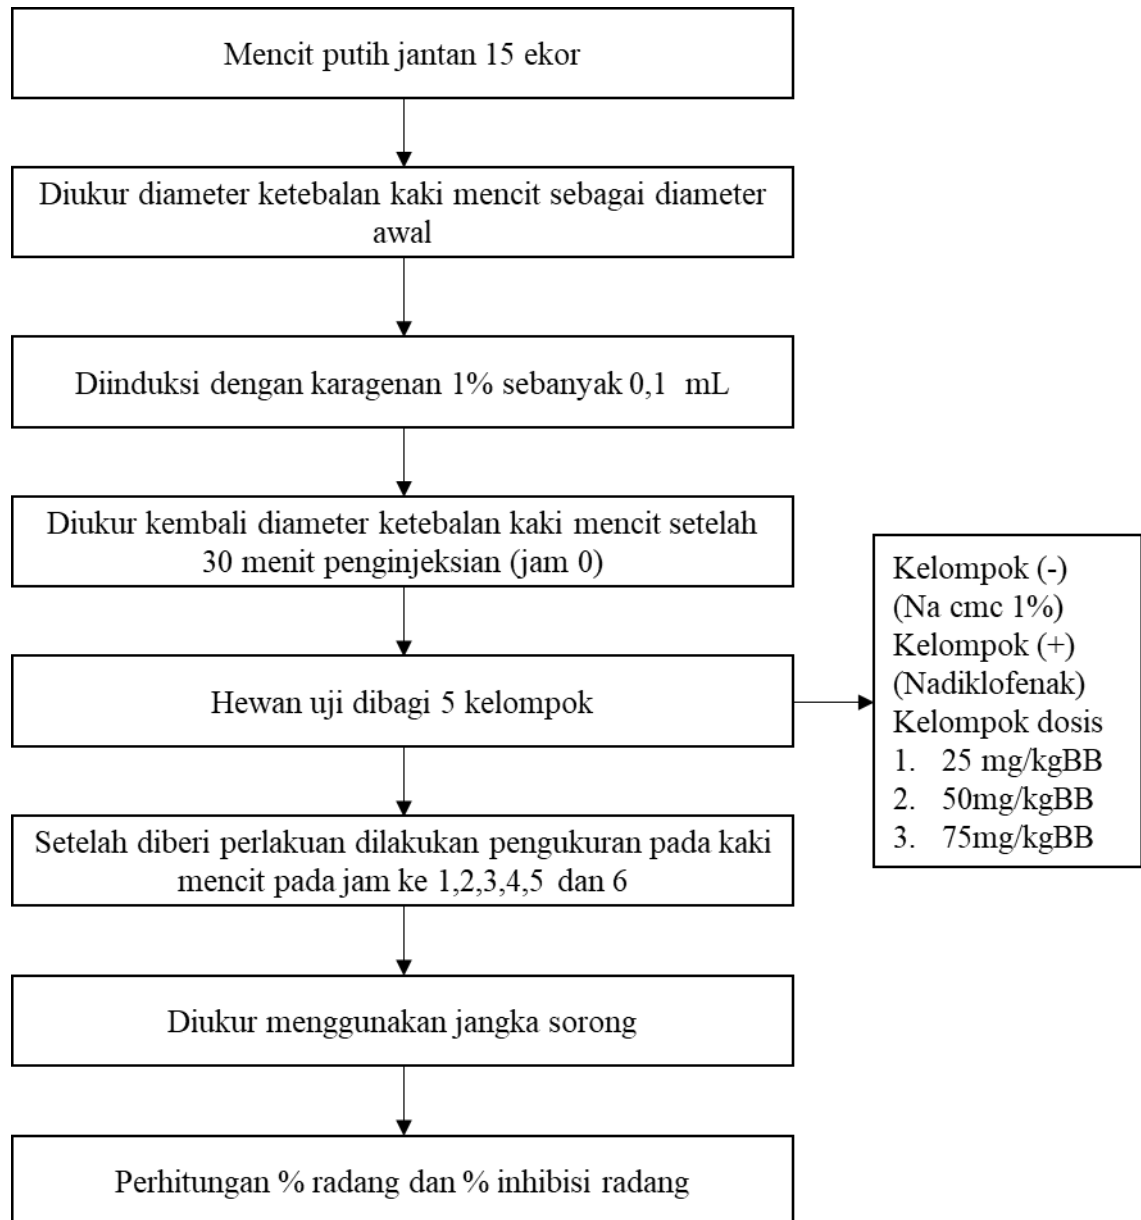 Mencit putih jantan 15 ekor
Diukur diameter ketebalan kaki mencit sebagai diameter
awal
Diinduksi dengan karagenan 1% sebanyak 0,1 mL
Diukur kembali diameter ketebalan kaki mencit setelah
30 menit penginjeksian (jam 0)
Hewan uji dibagi 5 kelompok
Kelompok (-)
(Na cmc 1%)
Kelompok (+)
(Nadiklofenak)
Kelompok dosis
1. 25 mg/kgBB
2. 50mg/kgBB
3. 75mg/kgBB
Setelah diberi perlakuan dilakukan pengukuran pada kaki
mencit pada jam ke 1,2,3,4,5 dan 6
Diukur menggunakan jangka sorong
Perhitungan % radang dan % inhibisi radang